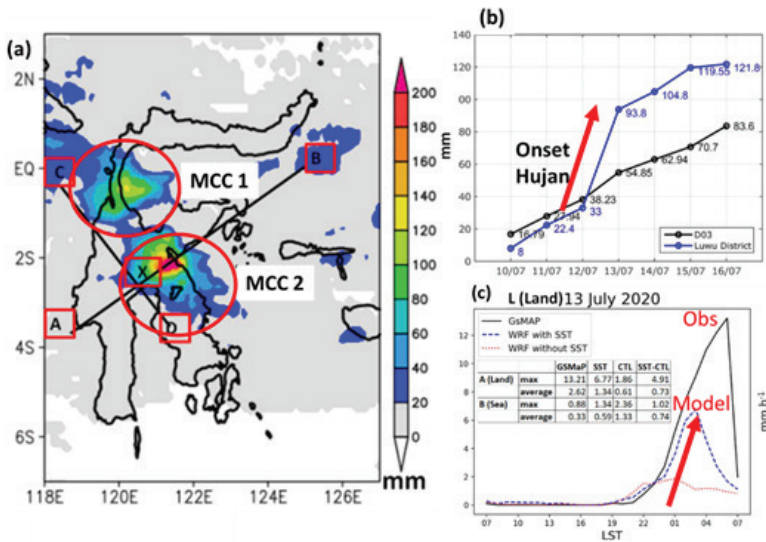 (a)
2N
EQ
2S
4S
6S
118E 120E 122E 124E 126E
C
B
A
X
MCC 1
MCC 2
200
180
160
140
120
100
80
60
40
20
0
mm
(b)
mm
140
120
100
80
60
40
20
0
Onset
Hujan
8
22.4
33
93.8
104.8
119.55
121.8
16.79
27.94
38.23
54.85
62.94
70.7
83.6
D03
Luwu District
10/07 11/07 12/07 13/07 14/07 15/07 16/07
(c) L (Land) 13 July 2020
GsMAP
WRF with SST
WRF without SST
Obs
Model
GSMaP SST CTL SST-CTL
A (Land) max 13.21 6.77 1.86 4.91
average 2.62 1.34 0.61 0.73
B (Sea) max 0.88 1.34 2.36 1.02
average 0.33 0.59 1.33 0.74
12
10
8
6
4
2
0
mm h⁻¹
07 10 13 16 19 22 01 04 07
LST